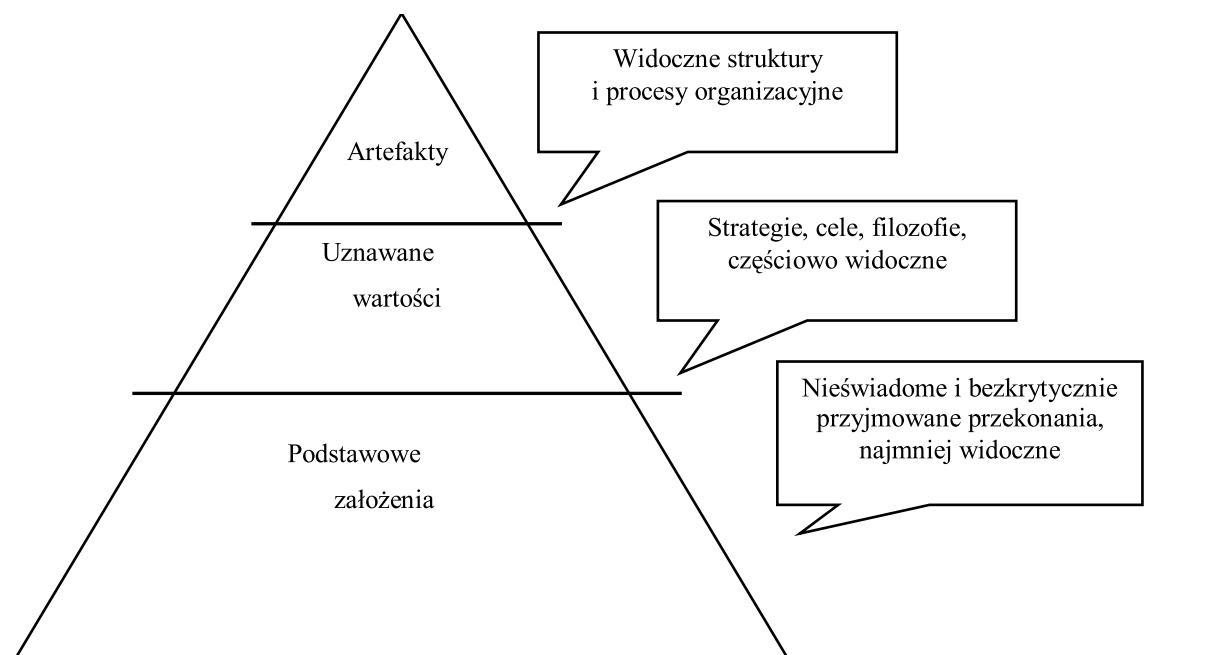 Widoczne struktury
i procesy organizacyjne
Artefakty
Strategie, cele, filozofie,
częściowo widoczne
Uznawane
wartości
Nieświadome i bezkrytycznie
przyjmowane przekonania,
najmniej widoczne
Podstawowe
założenia